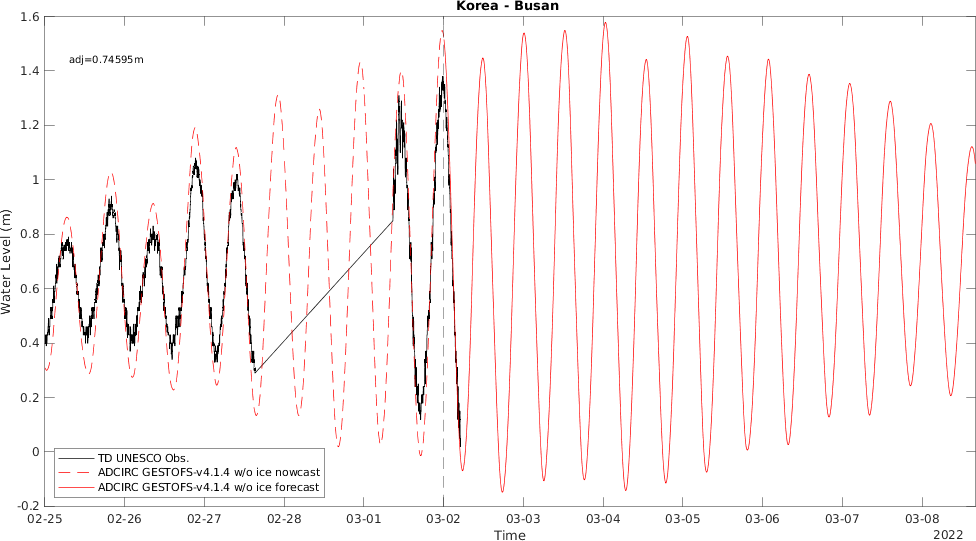 Korea - Busan
adj=0.74595m
Water Level (m)
1.6
1.4
1.2
1
0.8
0.6
0.4
0.2
0
-0.2
TD UNESCO Obs.
ADCIRC GESTOFS-v4.1.4 w/o ice nowcast
ADCIRC GESTOFS-v4.1.4 w/o ice forecast
02-25 02-26 02-27 02-28 03-01 03-02 03-03 03-04 03-05 03-06 03-07 03-08
Time
2022